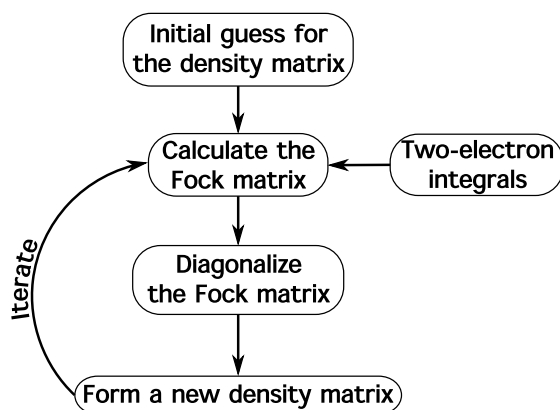 Initial guess for
the density matrix
Calculate the
Fock matrix
Two-electron
integrals
Diagonalize
the Fock matrix
Iterate
Form a new density matrix